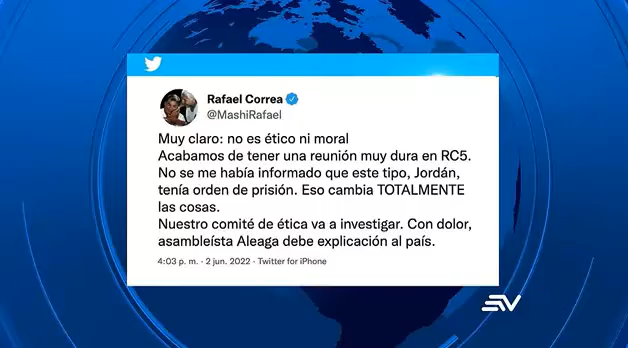 Rafael Correa
@MashiRafael
Muy claro: no es ético ni moral
Acabamos de tener una reunión muy dura en RC5.
No se me había informado que este tipo, Jordán,
tenía orden de prisión. Eso cambia TOTALMENTE
las cosas.
Nuestro comité de ética va a investigar. Con dolor,
asambleísta Aleaga debe explicación al país.
4:03 p. m. · 2 jun. 2022 · Twitter for iPhone